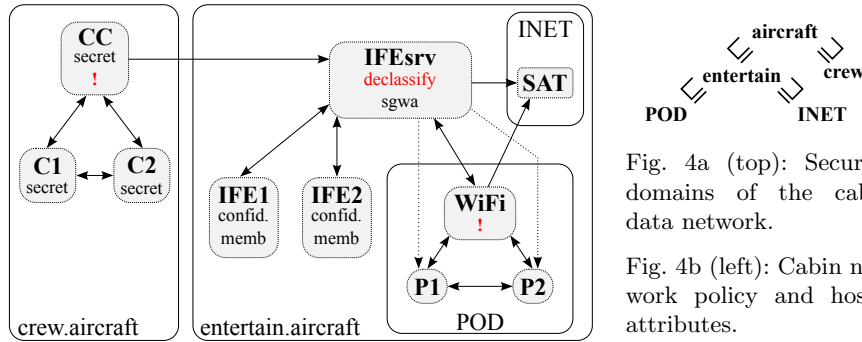 CC
secret
!
C1
secret
C2
secret
crew.aircraft
IFEsrv
declassify
sgwa
INET
SAT
IFE1
confid.
memb
IFE2
confid.
memb
WiFi
!
P1
P2
POD
entertain.aircraft
aircraft
entertain
crew
POD
INET
Fig. 4a (top): Secur
domains of the cab
data network.
Fig. 4b (left): Cabin n
work policy and hos
attributes.